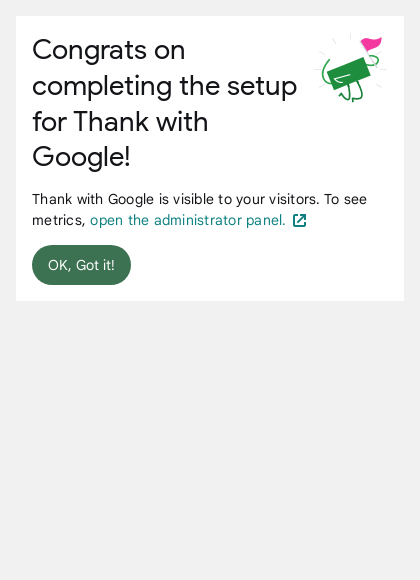 Congrats on
completing the setup
for Thank with
Google!
Thank with Google is visible to your visitors. To see
metrics, open the administrator panel.
OK, Got it!